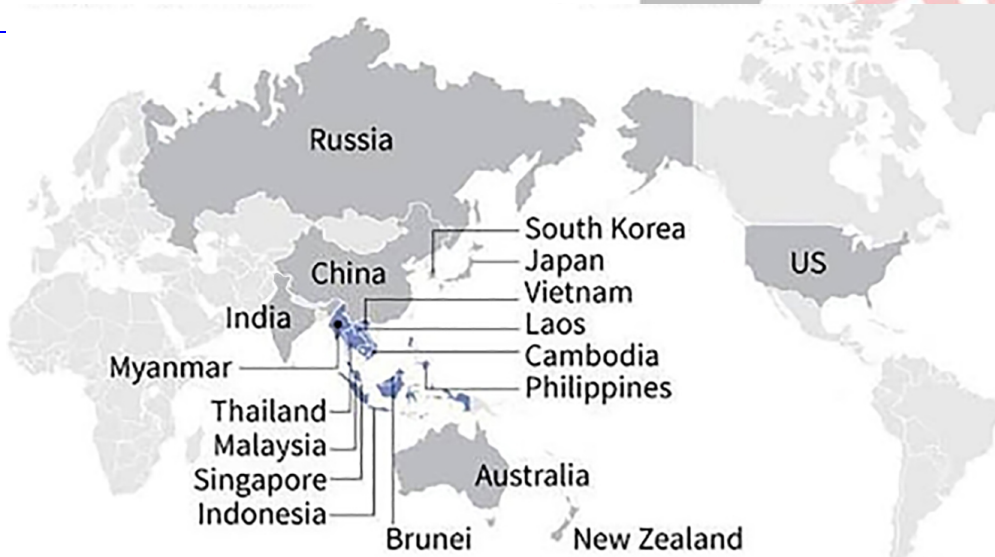 Russia
South Korea
Japan
China
Vietnam
India
Laos
Cambodia
Myanmar
Philippines
Thailand
Malaysia
Singapore
Indonesia
Australia
Brunei
New Zealand
US